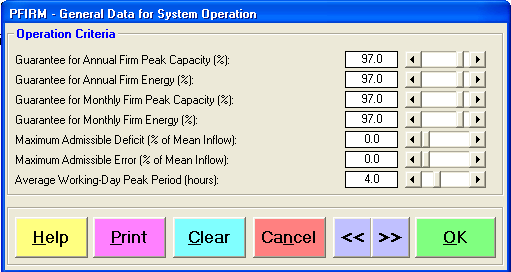 PFIRM - General Data for System Operation
Operation Criteria
Guarantee for Annual Firm Peak Capacity (%): 97.0
Guarantee for Annual Firm Energy (%): 97.0
Guarantee for Monthly Firm Peak Capacity (%): 97.0
Guarantee for Monthly Firm Energy (%): 97.0
Maximum Admissible Deficit (% of Mean Inflow): 0.0
Maximum Admissible Error (% of Mean Inflow): 0.0
Average Working-Day Peak Period (hours): 4.0
Help Print Clear Cancel << >> OK